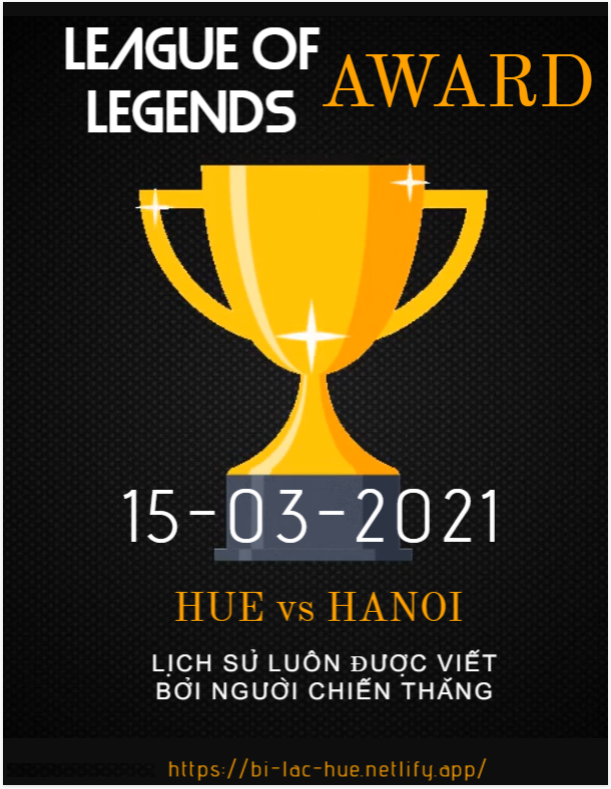 LEAGUE OF
LEGENDS
AWARD
15-03-2021
HUE vs HANOI
LỊCH SỬ LUÔN ĐƯỢC VIẾT
BỞI NGƯỜI CHIẾN THẮNG
https://bi-lac-hue.netlify.app/